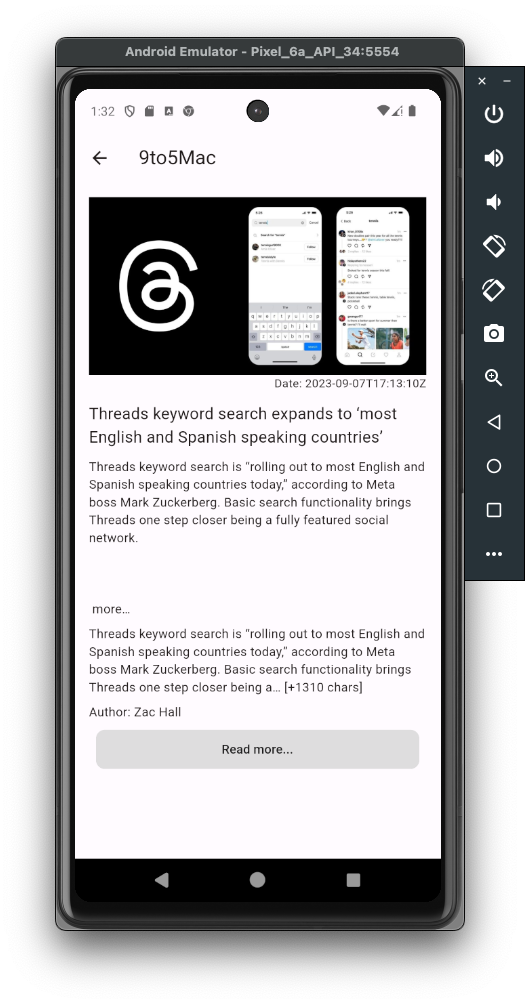 Android Emulator - Pixel_6a_API_34:5554
1:32
9to5Mac
Date: 2023-09-07T17:13:10Z
Threads keyword search expands to ‘most
English and Spanish speaking countries’
Threads keyword search is “rolling out to most English and
Spanish speaking countries today,” according to Meta
boss Mark Zuckerberg. Basic search functionality brings
Threads one step closer being a fully featured social
network.
more…
Threads keyword search is “rolling out to most English and
Spanish speaking countries today,” according to Meta
boss Mark Zuckerberg. Basic search functionality brings
Threads one step closer being a… [+1310 chars]
Author: Zac Hall
Read more...